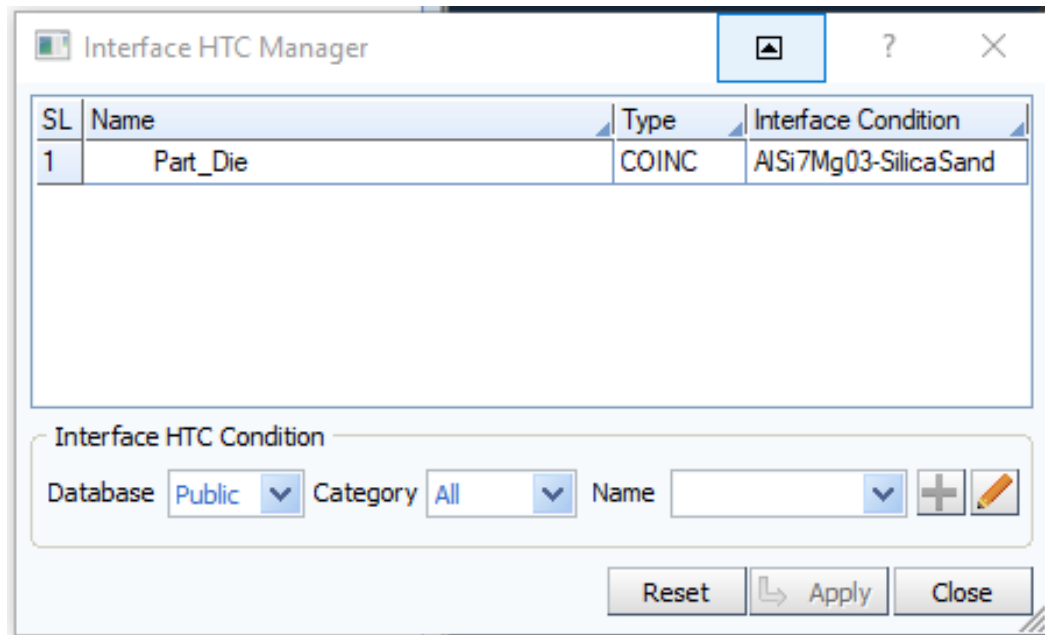 Interface HTC Manager ?
SL Name Type Interface Condition
1 Part_Die COINC AlSi7Mg03-SilicaSand
Interface HTC Condition
Database Public Category All Name
Reset Apply Close